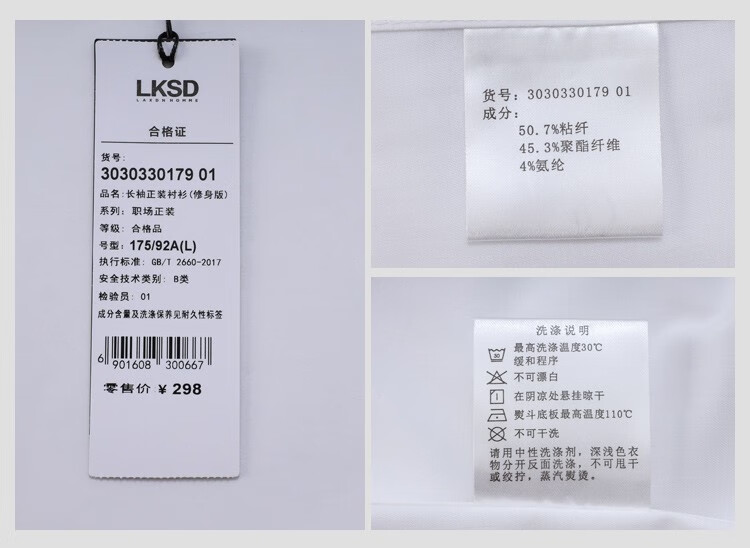 LKSD
LAXSN HOMME
合格证
货号:
3030330179 01
品名: 长袖正装衬衫(修身版)
系列: 职场正装
等级: 合格品
号型: 175/92A(L)
执行标准: GB/T 2660-2017
安全技术类别: B类
检验员: 01
成分含量及洗涤保养见耐久性标签
6 901608 300667
零售价 ¥ 298
货号: 3030330179 01
成分:
50.7%粘纤
45.3%聚酯纤维
4%氨纶
洗涤说明
30
最高洗涤温度30℃
缓和程序
不可漂白
在阴凉处悬挂晾干
熨斗底板最高温度110℃
不可干洗
请用中性洗涤剂, 深浅色衣
物分开反面洗涤, 不可甩干
或绞拧, 蒸汽熨烫。